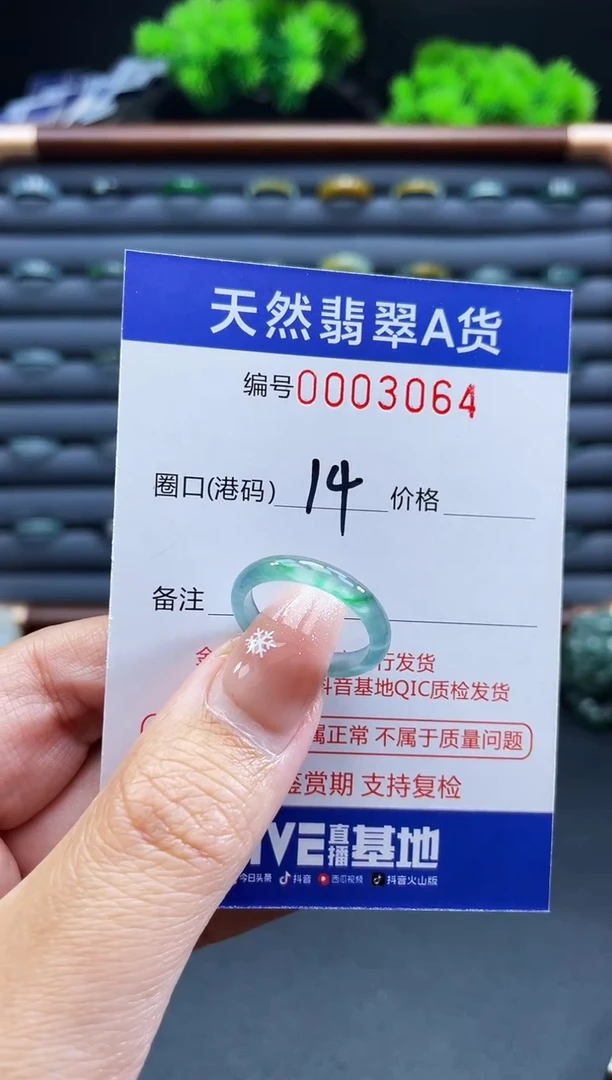 天然翡翠A货
编号0003064
圈口(港码) 14 价格
备注
行发货
抖音基地QIC质检发货
属正常 不属于质量问题
鉴赏期 支持复检
IVE直播基地
今日头条 抖音 西瓜视频 抖音火山版